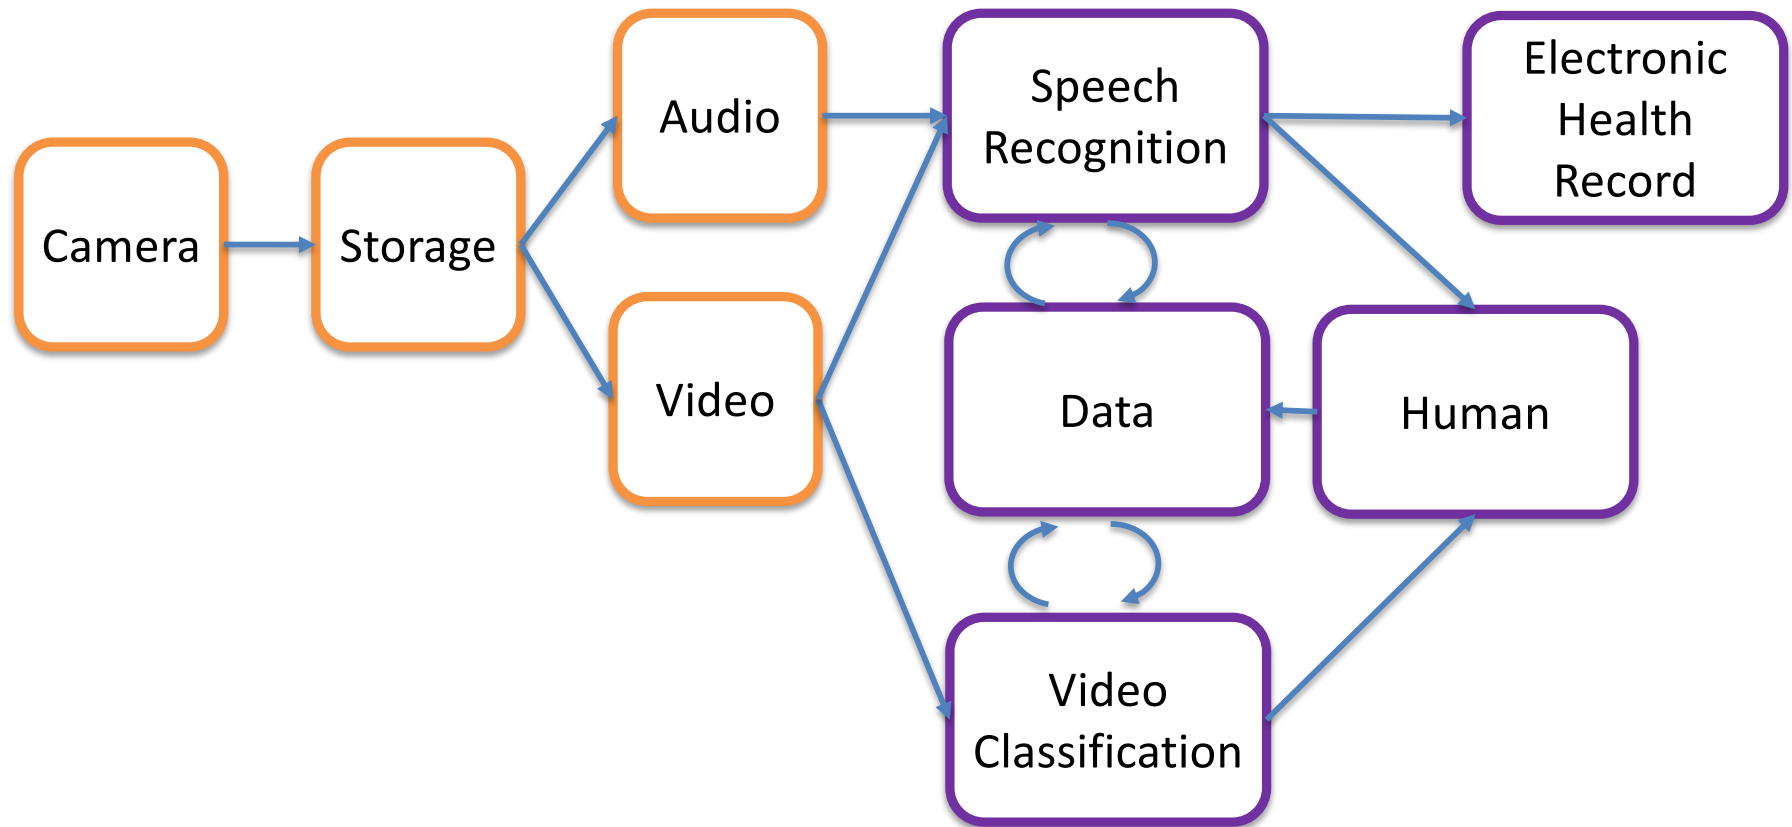 Camera
Storage
Audio
Video
Speech
Recognition
Data
Video
Classification
Electronic
Health
Record
Human